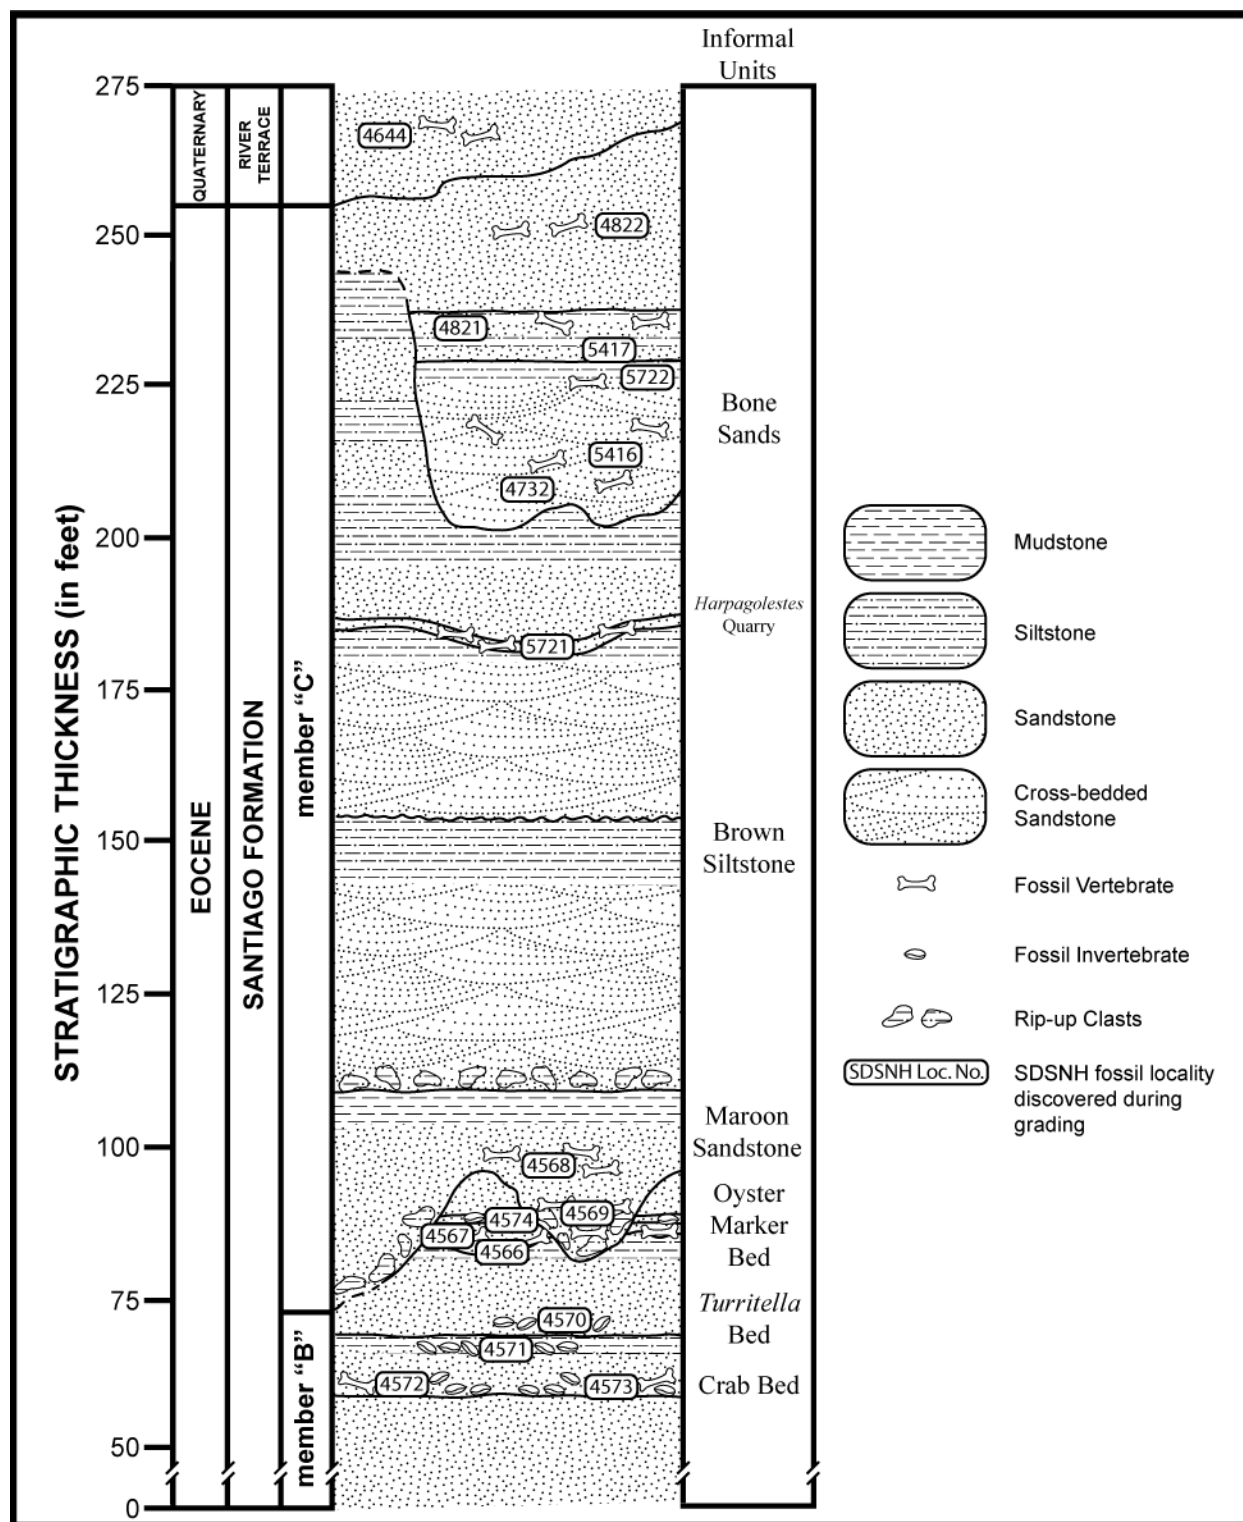 Informal
Units
275
250
225
200
175
150
125
100
75
50
0
STRATIGRAPHIC THICKNESS (in feet)
QUATERNARY
EOCENE
RIVER
TERRACE
SANTIAGO FORMATION
member “C”
member “B”
4644
4822
4821
5417
5722
5416
4732
5721
4568
4569
4574
4567
4566
4570
4571
4572
4573
Bone
Sands
Harpagolestes
Quarry
Brown
Siltstone
Maroon
Sandstone
Oyster
Marker
Bed
Turritella
Bed
Crab Bed
Mudstone
Siltstone
Sandstone
Cross-bedded
Sandstone
Fossil Vertebrate
Fossil Invertebrate
Rip-up Clasts
SDSNH Loc. No.
SDSNH fossil locality
discovered during
grading